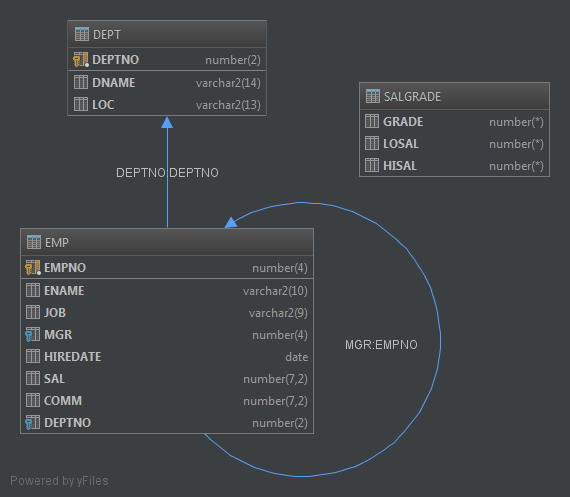 DEPT
DEPTNO number(2)
DNAME varchar2(14)
LOC varchar2(13)
SALGRADE
GRADE number(*)
LOSAL number(*)
HISAL number(*)
DEPTNO:DEPTNO
EMP
EMPNO number(4)
ENAME varchar2(10)
JOB varchar2(9)
MGR number(4)
HIREDATE date
SAL number(7,2)
COMM number(7,2)
DEPTNO number(2)
MGR:EMPNO
Powered by yFiles